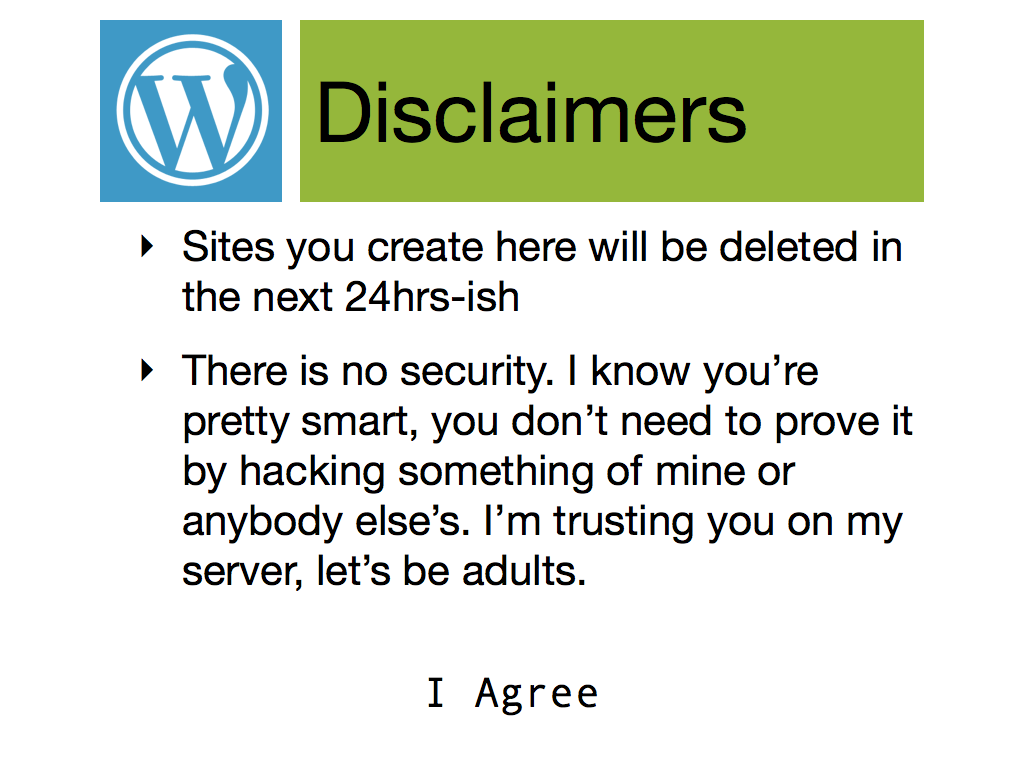 W
Disclaimers
Sites you create here will be deleted in
the next 24hrs-ish
There is no security. I know you’re
pretty smart, you don’t need to prove it
by hacking something of mine or
anybody else’s. I’m trusting you on my
server, let’s be adults.
I Agree